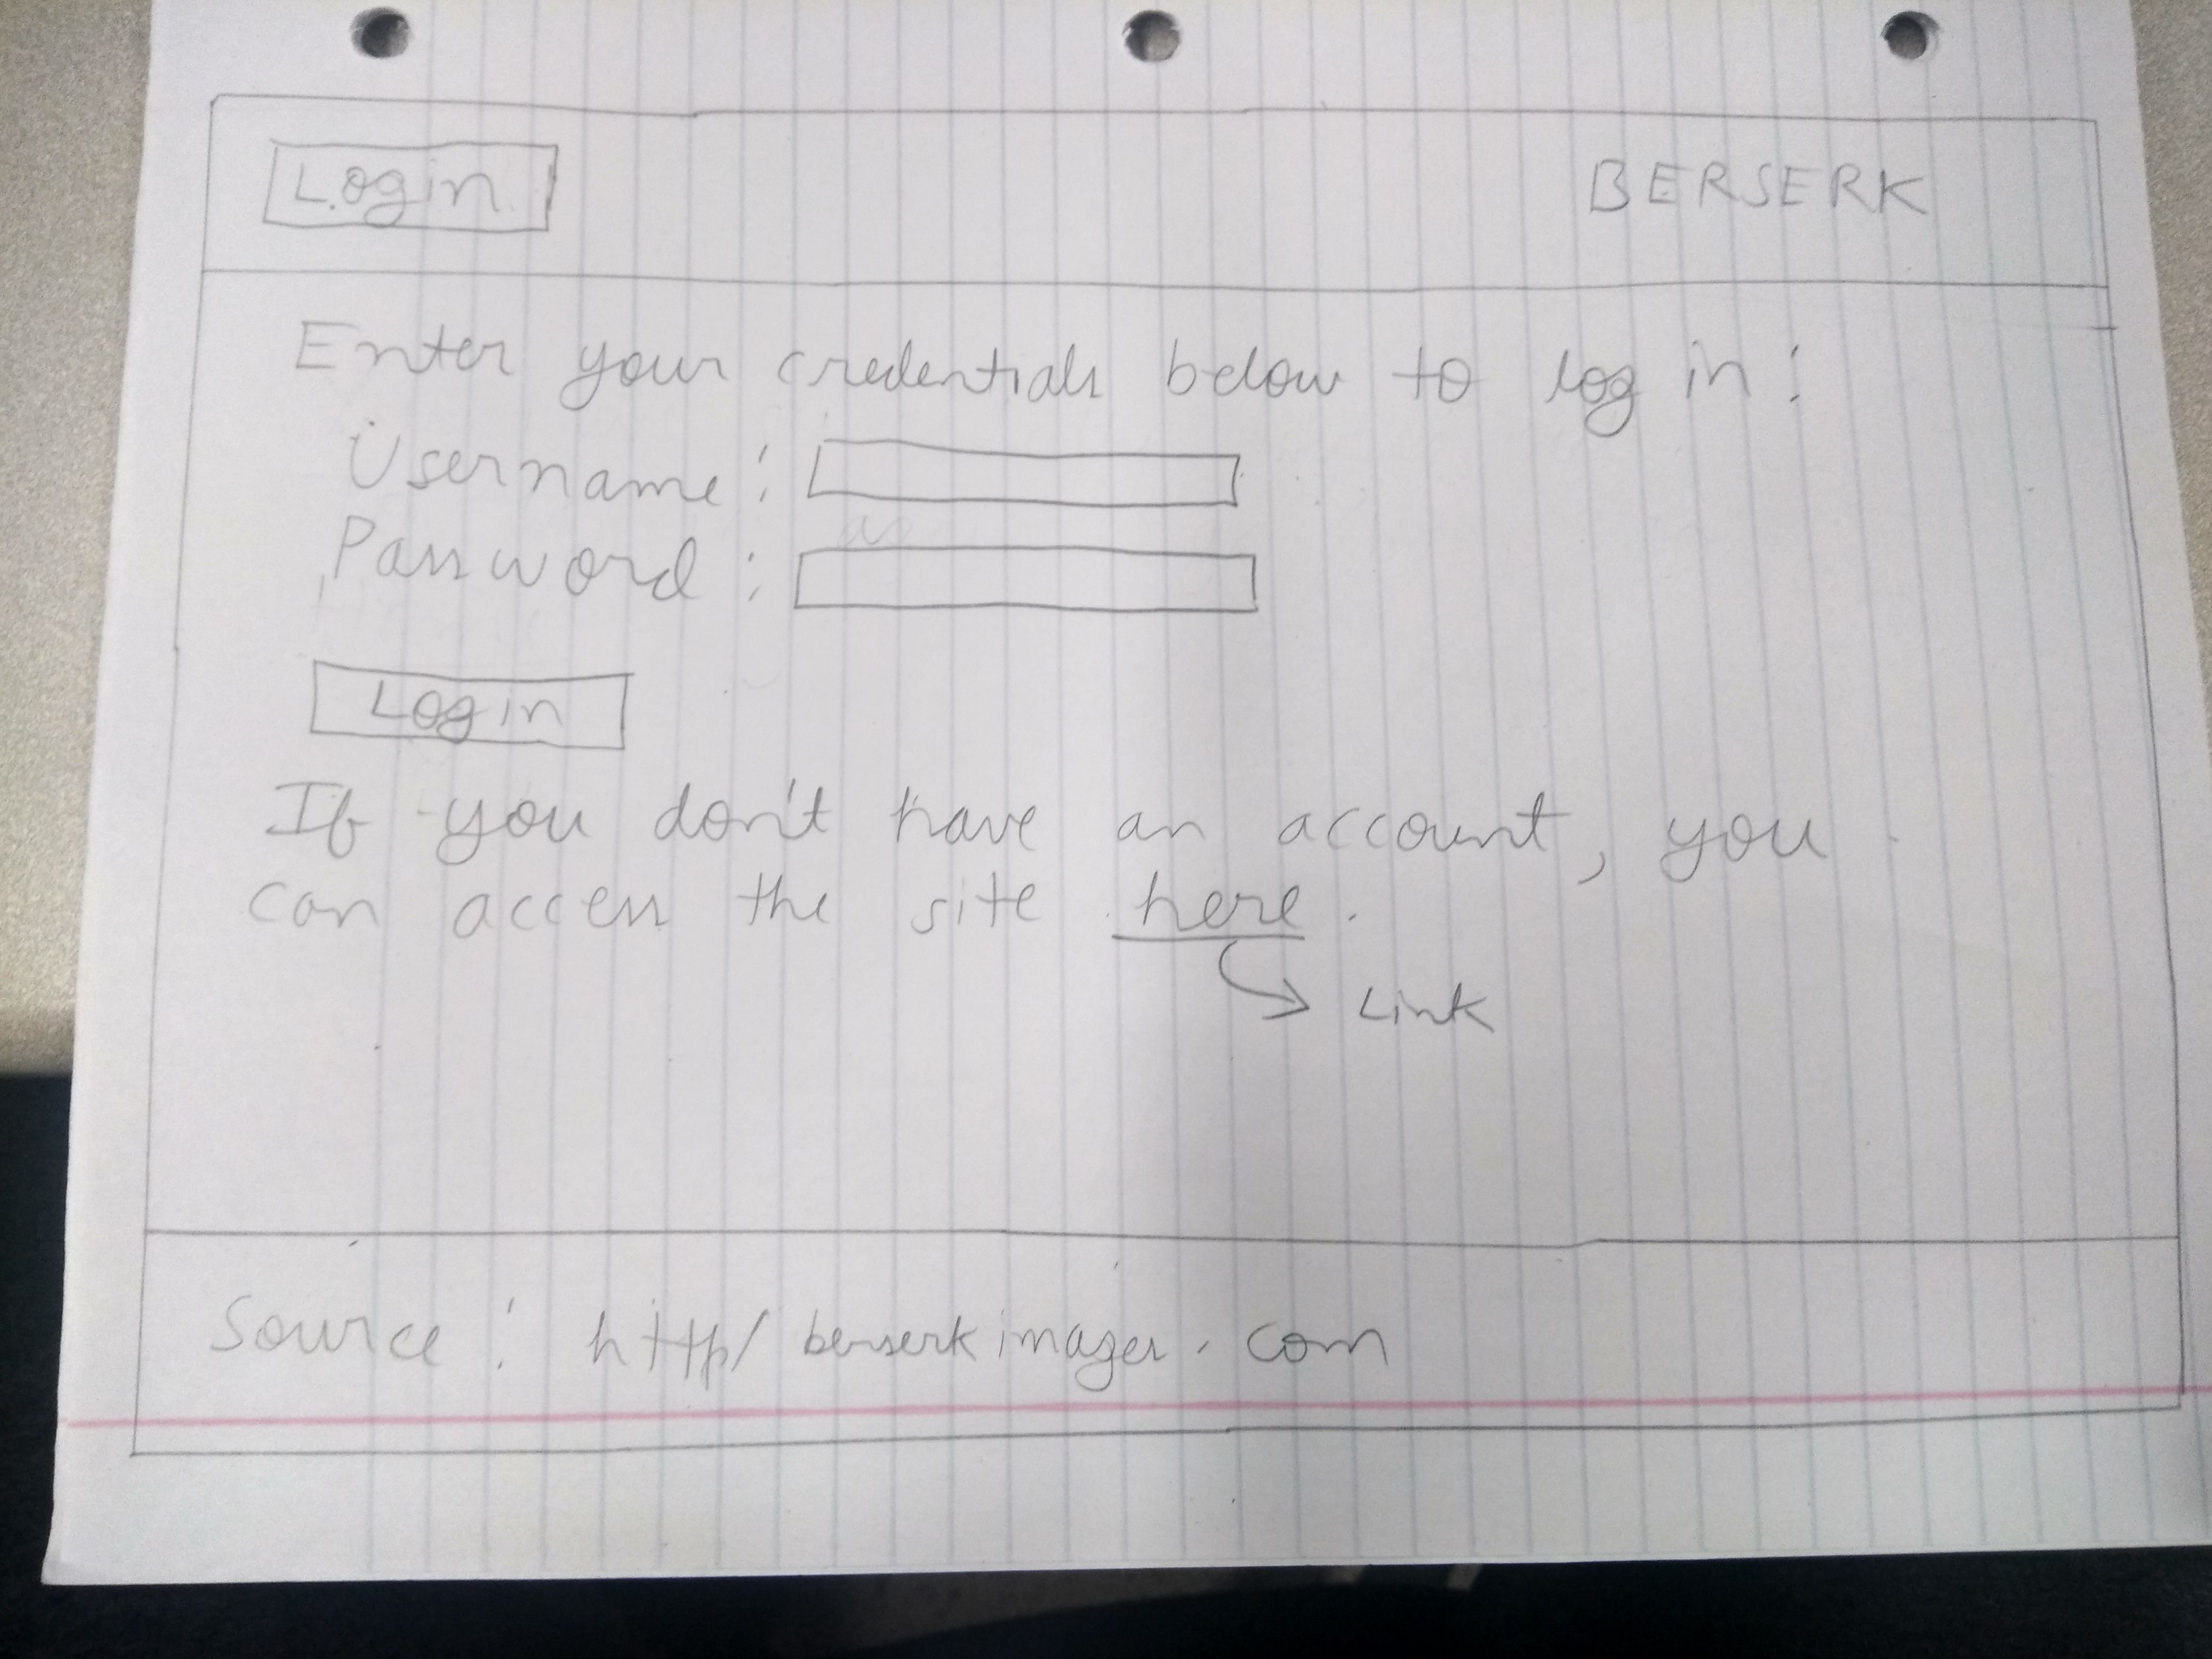 Login BERSERK
Enter your credentials below to log in:
Username:
Password:
Login
If you don't have an account, you
can access the site here.
Link
Source: http/ berserkimages.com